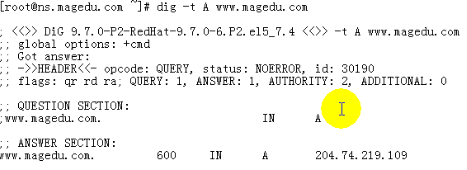 [root@ns.magedu.com ~]# dig -t A www.magedu.com
; <<>> DiG 9.7.0-P2-RedHat-9.7.0-6.P2.el5_7.4 <<>> -t A www.magedu.com
;; global options: +cmd
;; Got answer:
;; ->>HEADER<<- opcode: QUERY, status: NOERROR, id: 30190
;; flags: qr rd ra; QUERY: 1, ANSWER: 1, AUTHORITY: 2, ADDITIONAL: 0
;; QUESTION SECTION:
;www.magedu.com. IN A
;; ANSWER SECTION:
www.magedu.com. 600 IN A 204.74.219.109